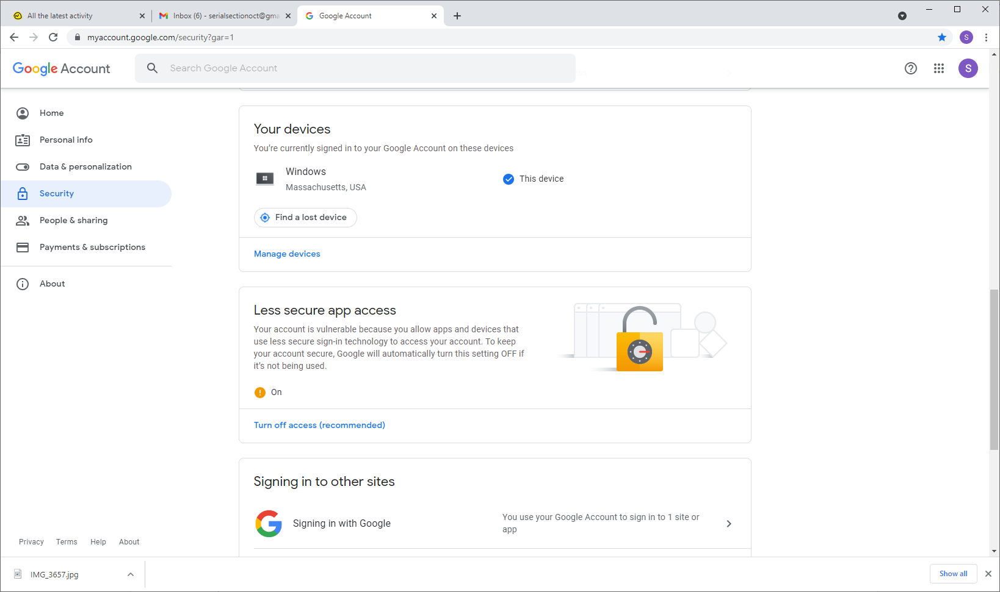 All the latest activity
Inbox (6) - serialsectionoct@gma
Google Account
myaccount.google.com/security?gar=1
S
Google Account
Search Google Account
S
Home
Personal info
Data & personalization
Security
People & sharing
Payments & subscriptions
About
Your devices
You're currently signed in to your Google Account on these devices
Windows
Massachusetts, USA
This device
Find a lost device
Manage devices
Less secure app access
Your account is vulnerable because you allow apps and devices that
use less secure sign-in technology to access your account. To keep
your account secure, Google will automatically turn this setting OFF if
it's not being used.
On
Turn off access (recommended)
Signing in to other sites
Signing in with Google
You use your Google Account to sign in to 1 site or
app
Privacy Terms Help About
IMG_3657.jpg
Show all